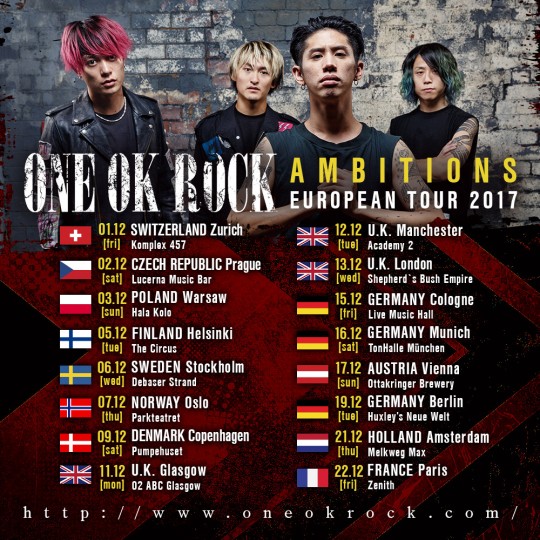 ONE OK ROCK
AMBITIONS
EUROPEAN TOUR 2017
01.12 SWITZERLAND Zurich
[fri] Komplex 457
02.12 CZECH REPUBLIC Prague
[sat] Lucerna Music Bar
03.12 POLAND Warsaw
[sun] Hala Kolo
05.12 FINLAND Helsinki
[tue] The Circus
06.12 SWEDEN Stockholm
[wed] Debaser Strand
07.12 NORWAY Oslo
[thu] Parkteatret
09.12 DENMARK Copenhagen
[sat] Pumpehuset
11.12 U.K. Glasgow
[mon] O2 ABC Glasgow
12.12 U.K. Manchester
[tue] Academy 2
13.12 U.K. London
[wed] Shepherd`s Bush Empire
15.12 GERMANY Cologne
[fri] Live Music Hall
16.12 GERMANY Munich
[sat] TonHalle München
17.12 AUSTRIA Vienna
[sun] Ottakringer Brewery
19.12 GERMANY Berlin
[tue] Huxley's Neue Welt
21.12 HOLLAND Amsterdam
[thu] Melkweg Max
22.12 FRANCE Paris
[fri] Zenith
http://www.oneokrock.com/